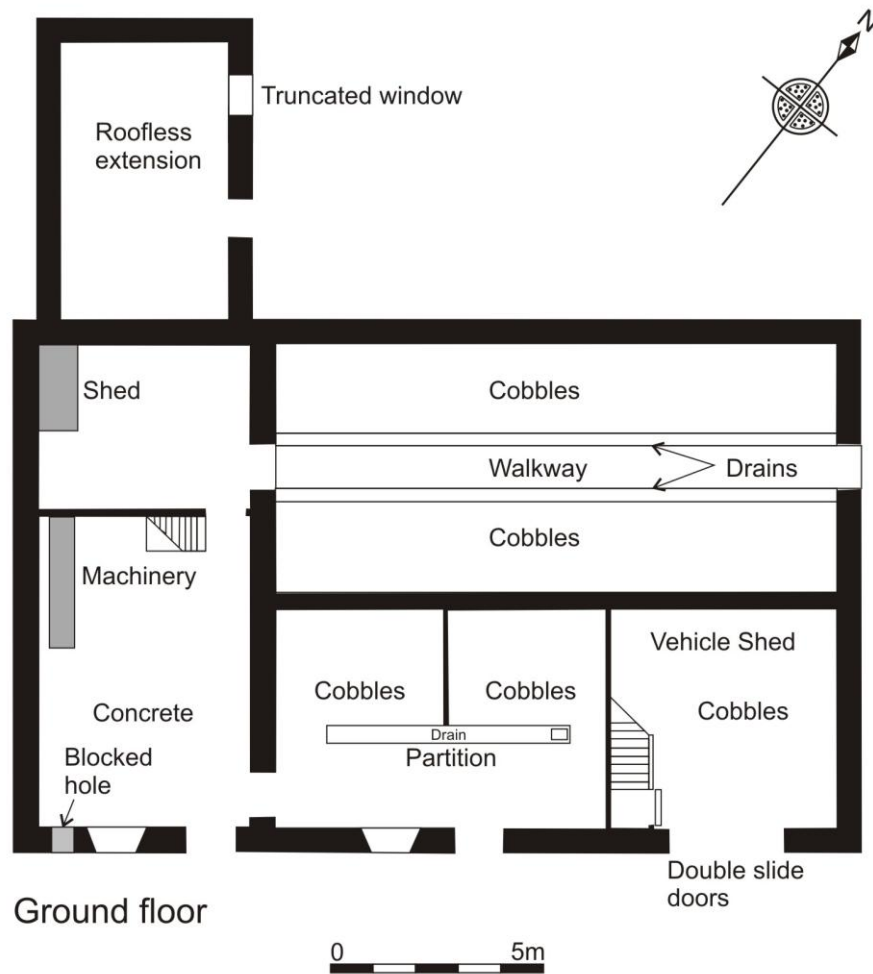 N
Truncated window
Roofless
extension
Shed
Cobbles
Walkway
Drains
Cobbles
Machinery
Vehicle Shed
Cobbles
Cobbles
Cobbles
Concrete
Drain
Partition
Blocked
hole
Double slide
doors
Ground floor
0
5m